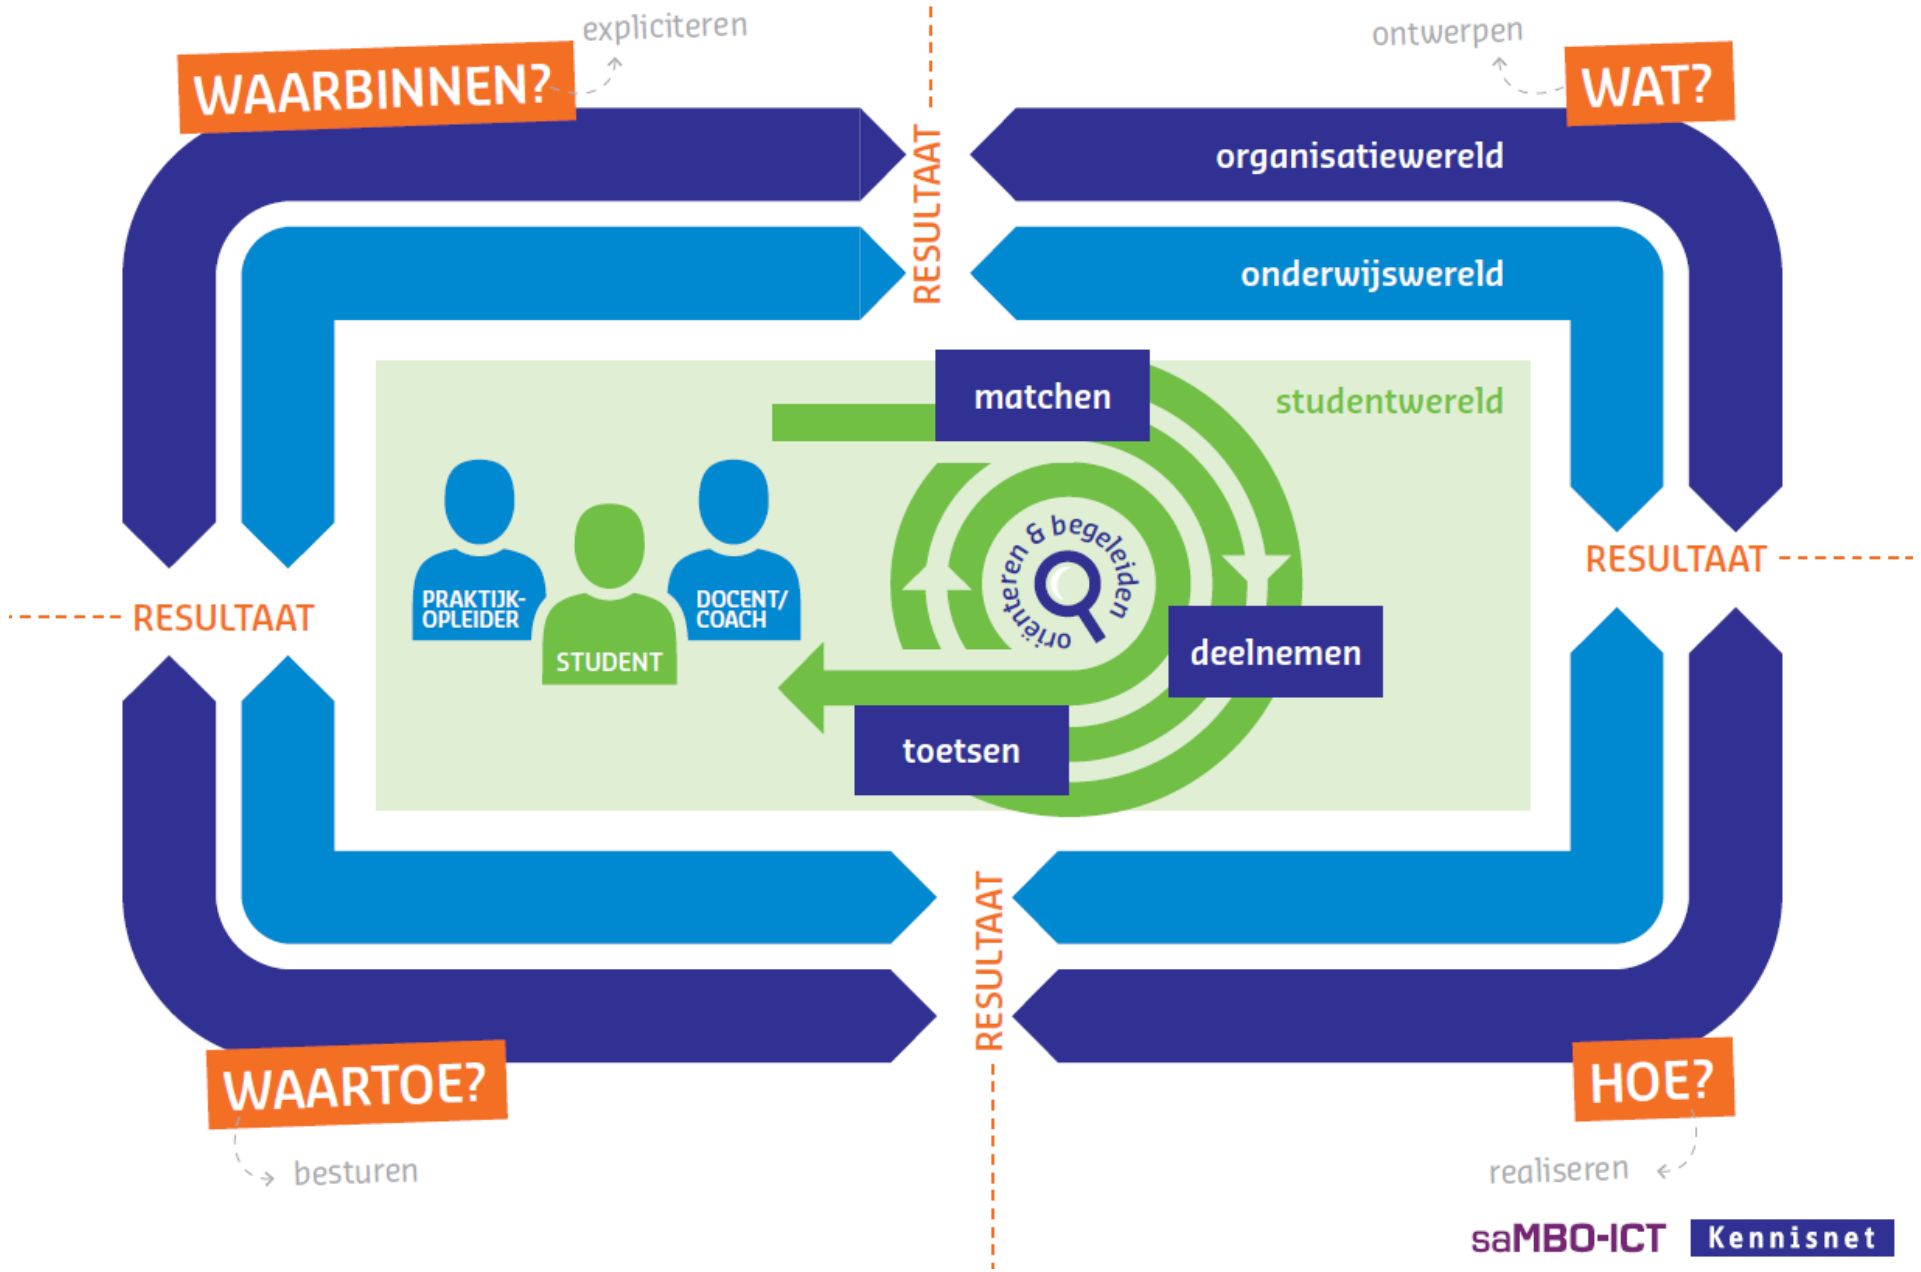 expliciteren
WAARBINNEN?
ontwerpen
WAT?
RESULTAAT
organisatiewereld
onderwijswereld
matchen
studentwereld
oriënteren & begeleiden
PRAKTIJK-
OPLEIDER
DOCENT/
COACH
STUDENT
deelnemen
toetsen
RESULTAAT
RESULTAAT
RESULTAAT
WAARTOE?
besturen
HOE?
realiseren
saMBO-ICT
Kennisnet